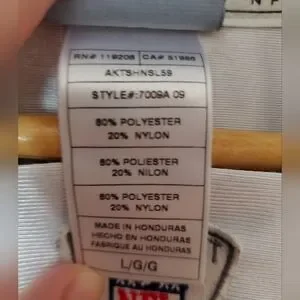 N F
RN# 119208 CA# 51986
AKTSHNSL59
STYLE#:7009A 09
80% POLYESTER
20% NYLON
80% POLIESTER
20% NILON
80% POLYESTER
20% NYLON
MADE IN HONDURAS
HECHO EN HONDURAS
FABRIQUE AU HONDURAS
L/G/G
NFL